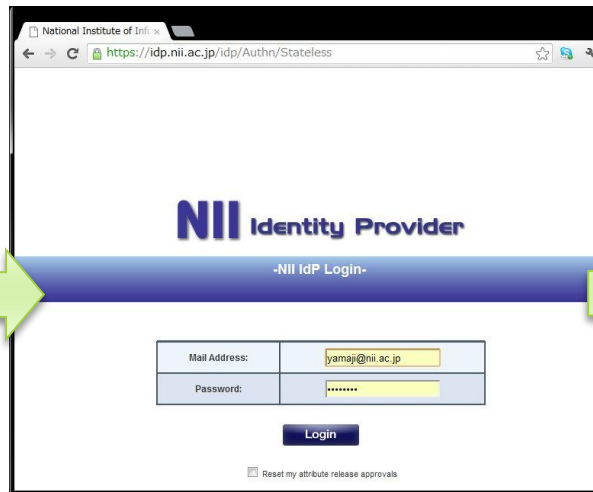 National Institute of Inf
https://idp.nii.ac.jp/idp/Authn/Stateless
NII Identity Provider
-NII IdP Login-
Mail Address: yamaji@nii.ac.jp
Password: ••••••••
Login
Reset my attribute release approvals